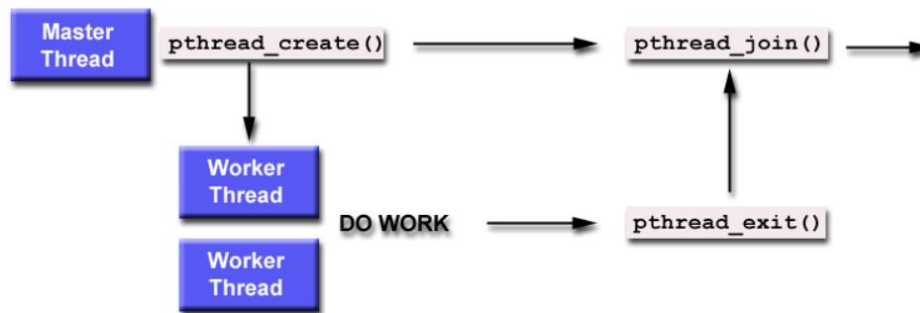 Master
Thread
pthread_create()
pthread_join()
Worker
Thread
DO WORK
pthread_exit()
Worker
Thread